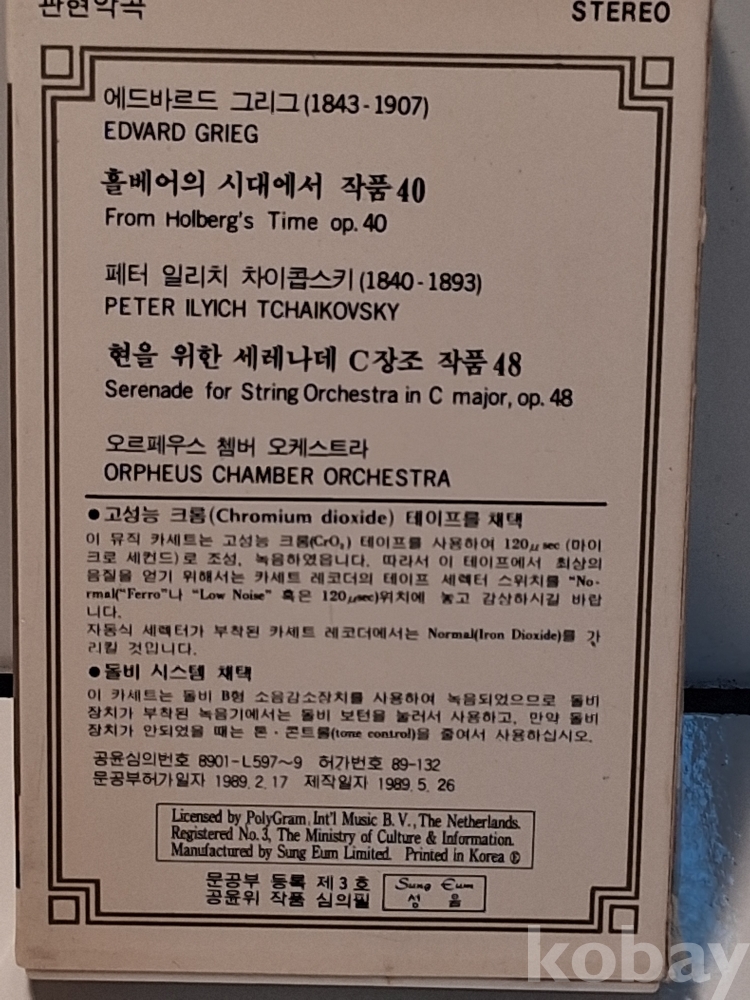 관현악곡
STEREO
에드바르드 그리그(1843-1907)
EDVARD GRIEG
홀베어의 시대에서 작품 40
From Holberg's Time op. 40
페터 일리치 차이콥스키(1840-1893)
PETER ILYICH TCHAIKOVSKY
현을 위한 세레나데 C장조 작품 48
Serenade for String Orchestra in C major, op. 48
오르페우스 쳄버 오케스트라
ORPHEUS CHAMBER ORCHESTRA
●고성능 크롬(Chromium dioxide) 테이프를 채택
이 뮤직 카세트는 고성능 크롬(CrO₂) 테이프를 사용하여 120μsec (마이
크로 세컨드)로 조성, 녹음하였읍니다. 따라서 이 테이프에서 최상의
음질을 얻기 위해서는 카세트 레코더의 테이프 세렉터 스위치를 “No-
rmal(“Ferro”나 “Low Noise” 혹은 120μsec)위치에 놓고 감상하시길 바랍
니다.
자동식 세렉터가 부착된 카세트 레코더에서는 Normal(Iron Dioxide)를 가
리킬 것입니다.
●돌비 시스템 채택
이 카세트는 돌비 B형 소음감소장치를 사용하여 녹음되었으므로 돌비
장치가 부착된 녹음기에서는 돌비 보턴을 눌러서 사용하고, 만약 돌비
장치가 안되었을 때는 톤·콘트롤(tone control)을 줄여서 사용하십시오.
공윤심의번호 8901-L597~9 허가번호 89-132
문공부허가일자 1989. 2. 17 제작일자 1989. 5. 26
Licensed by PolyGram Int'l Music B. V., The Netherlands.
Registered No. 3, The Ministry of Culture & Information.
Manufactured by Sung Eum Limited. Printed in Korea Ⓟ
문공부 등록 제 3 호
공윤위 작품 심의필
Sung Eum
성 음
kobay